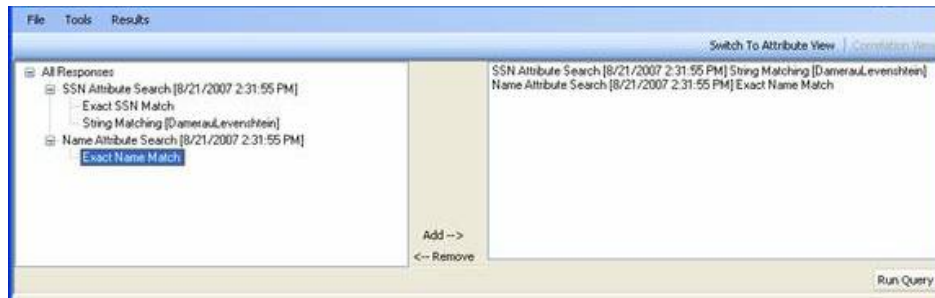 File Tools Results
Switch To Attribute View | Correlation View
All Responses
SSN Attribute Search [8/21/2007 2:31:55 PM]
Exact SSN Match
String Matching [DamerauLevenshtein]
Name Attribute Search [8/21/2007 2:31:55 PM]
Exact Name Match
SSN Attribute Search [8/21/2007 2:31:55 PM] String Matching [DamerauLevenshtein]
Name Attribute Search [8/21/2007 2:31:55 PM] Exact Name Match
Add -->
<-- Remove
Run Query